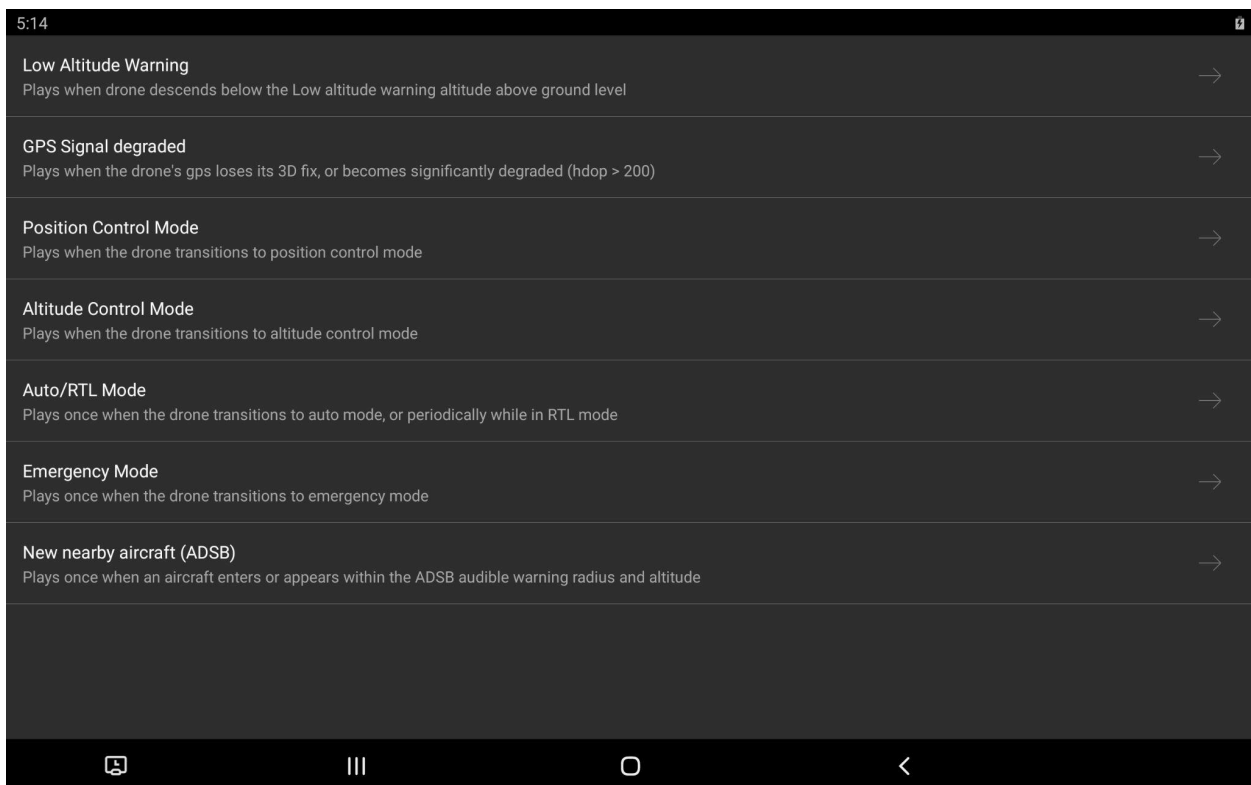 5:14
Low Altitude Warning
Plays when drone descends below the Low altitude warning altitude above ground level
GPS Signal degraded
Plays when the drone's gps loses its 3D fix, or becomes significantly degraded (hdop > 200)
Position Control Mode
Plays when the drone transitions to position control mode
Altitude Control Mode
Plays when the drone transitions to altitude control mode
Auto/RTL Mode
Plays once when the drone transitions to auto mode, or periodically while in RTL mode
Emergency Mode
Plays once when the drone transitions to emergency mode
New nearby aircraft (ADSB)
Plays once when an aircraft enters or appears within the ADSB audible warning radius and altitude